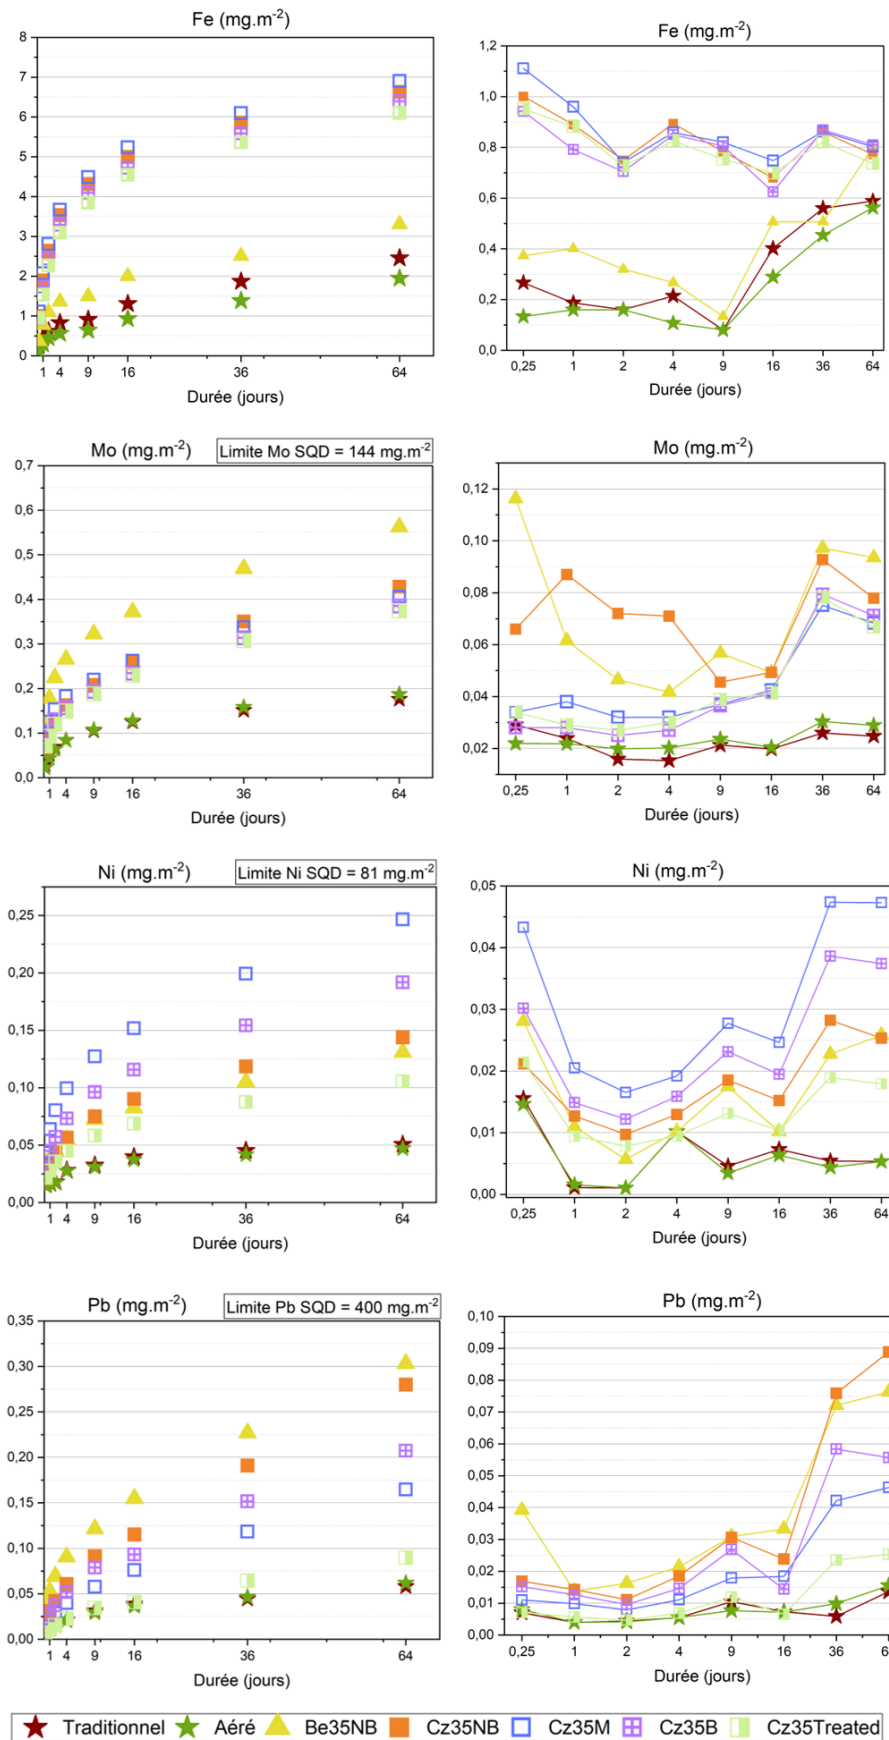 Fe (mg.m-2)
8
7
6
5
4
3
2
1
0
1 4 9 16 36 64
Durée (jours)
Fe (mg.m-2)
1,2
1,0
0,8
0,6
0,4
0,2
0,0
0,25 1 2 4 9 16 36 64
Durée (jours)
Mo (mg.m-2)
Limite Mo SQD = 144 mg.m-2
0,7
0,6
0,5
0,4
0,3
0,2
0,1
0,0
1 4 9 16 36 64
Durée (jours)
Mo (mg.m-2)
0,12
0,10
0,08
0,06
0,04
0,02
0,25 1 2 4 9 16 36 64
Durée (jours)
Ni (mg.m-2)
Limite Ni SQD = 81 mg.m-2
0,25
0,20
0,15
0,10
0,05
0,00
1 4 9 16 36 64
Durée (jours)
Ni (mg.m-2)
0,05
0,04
0,03
0,02
0,01
0,00
0,25 1 2 4 9 16 36 64
Durée (jours)
Pb (mg.m-2)
Limite Pb SQD = 400 mg.m-2
0,35
0,30
0,25
0,20
0,15
0,10
0,05
0,00
1 4 9 16 36 64
Durée (jours)
Pb (mg.m-2)
0,10
0,09
0,08
0,07
0,06
0,05
0,04
0,03
0,02
0,01
0,00
0,25 1 2 4 9 16 36
Durée (jours)
Traditionnel Aéré Be35NB Cz35NB Cz35M Cz35B Cz35Treated